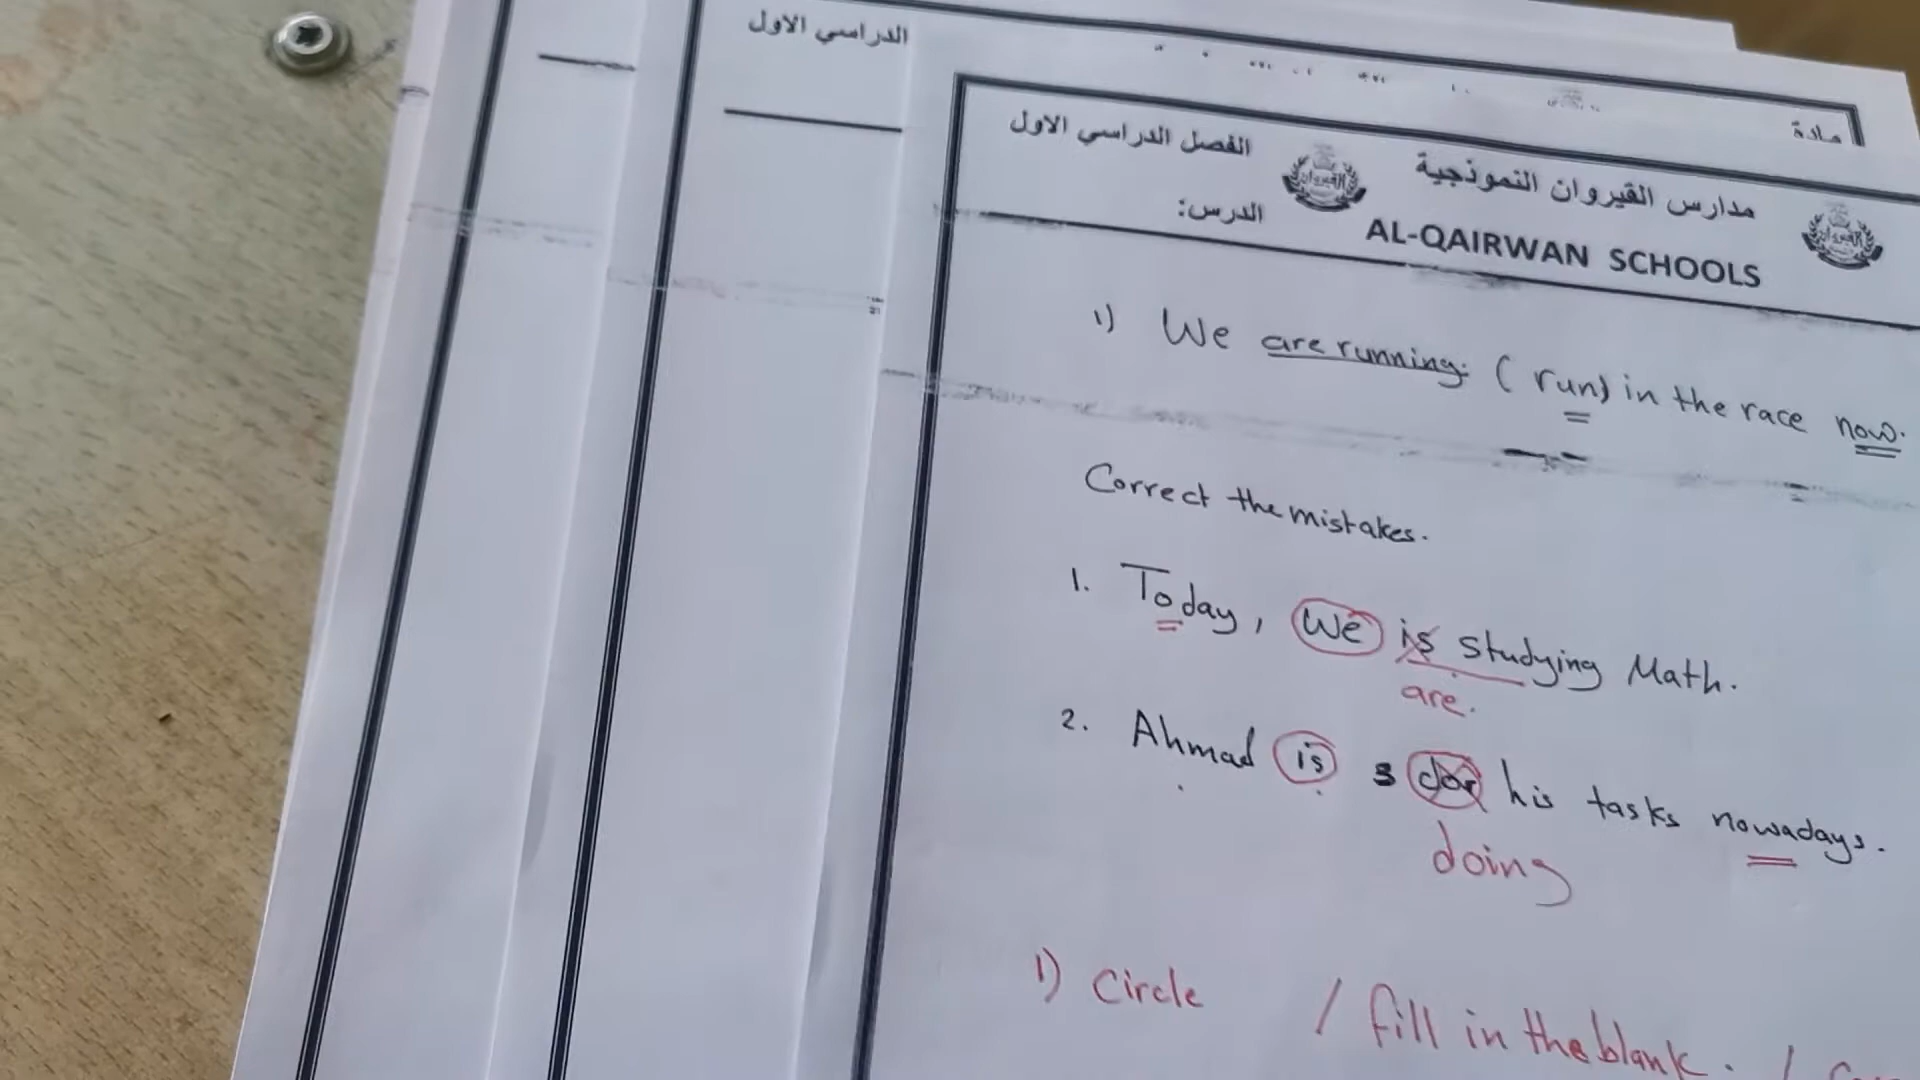 الدراسي الاول
مادة
الفصل الدراسي الاول
مدارس القيروان النموذجية
الدرس:
AL-QAIRWAN SCHOOLS
1) We are running. (run) in the race now.
Correct the mistakes.
1. Today, we is studying Math.
are.
2. Ahmad is his tasks nowadays.
doing
1) Circle / fill in the blank. /